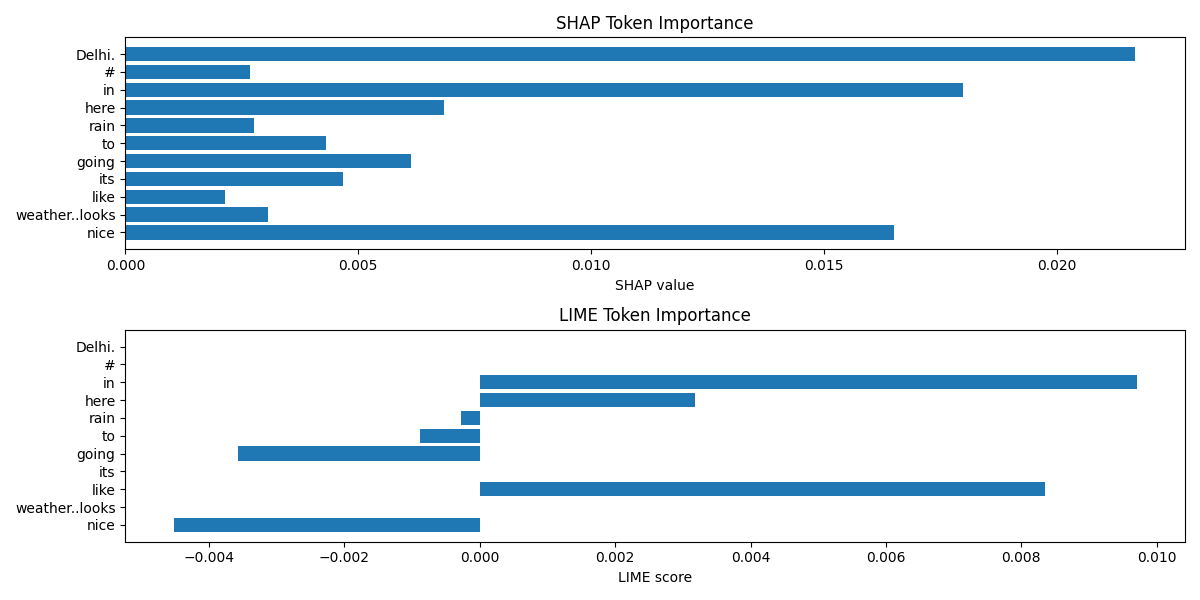 SHAP Token Importance
Delhi.
#
in
here
rain
to
going
its
like
weather..looks
nice
0.000 0.005 0.010 0.015 0.020
SHAP value
LIME Token Importance
Delhi.
#
in
here
rain
to
going
its
like
weather..looks
nice
−0.004 −0.002 0.000 0.002 0.004 0.006 0.008 0.010
LIME score